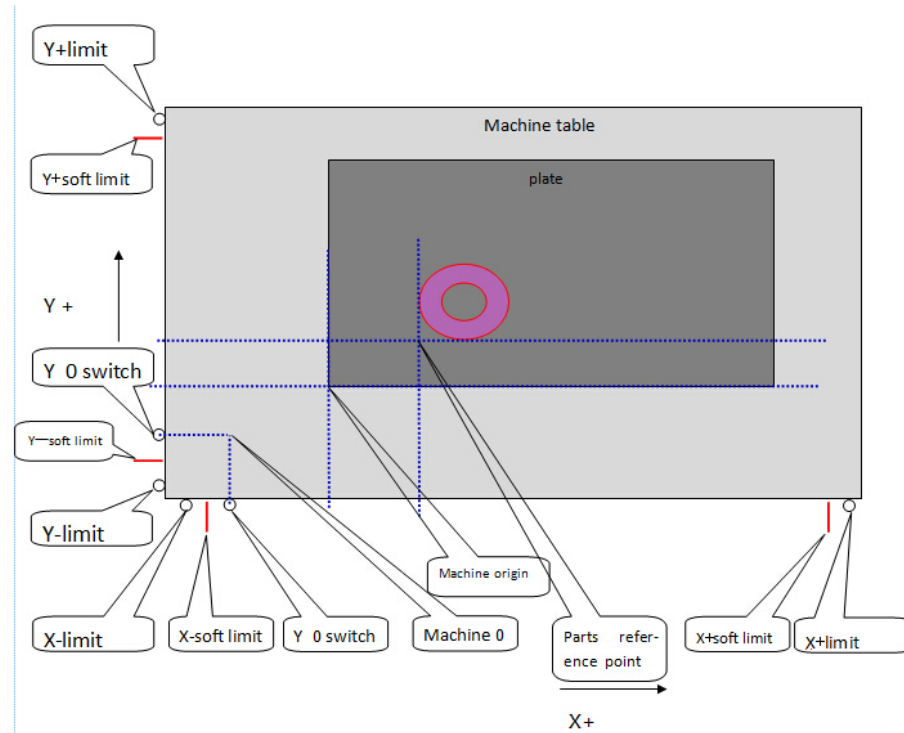 Y+limit
Machine table
Y+soft limit
plate
Y +
Y 0 switch
Y—soft limit
Y-limit
Machine origin
X-limit
X-soft limit
Y 0 switch
Machine 0
Parts refer-
ence point
X+soft limit
X+limit
X+